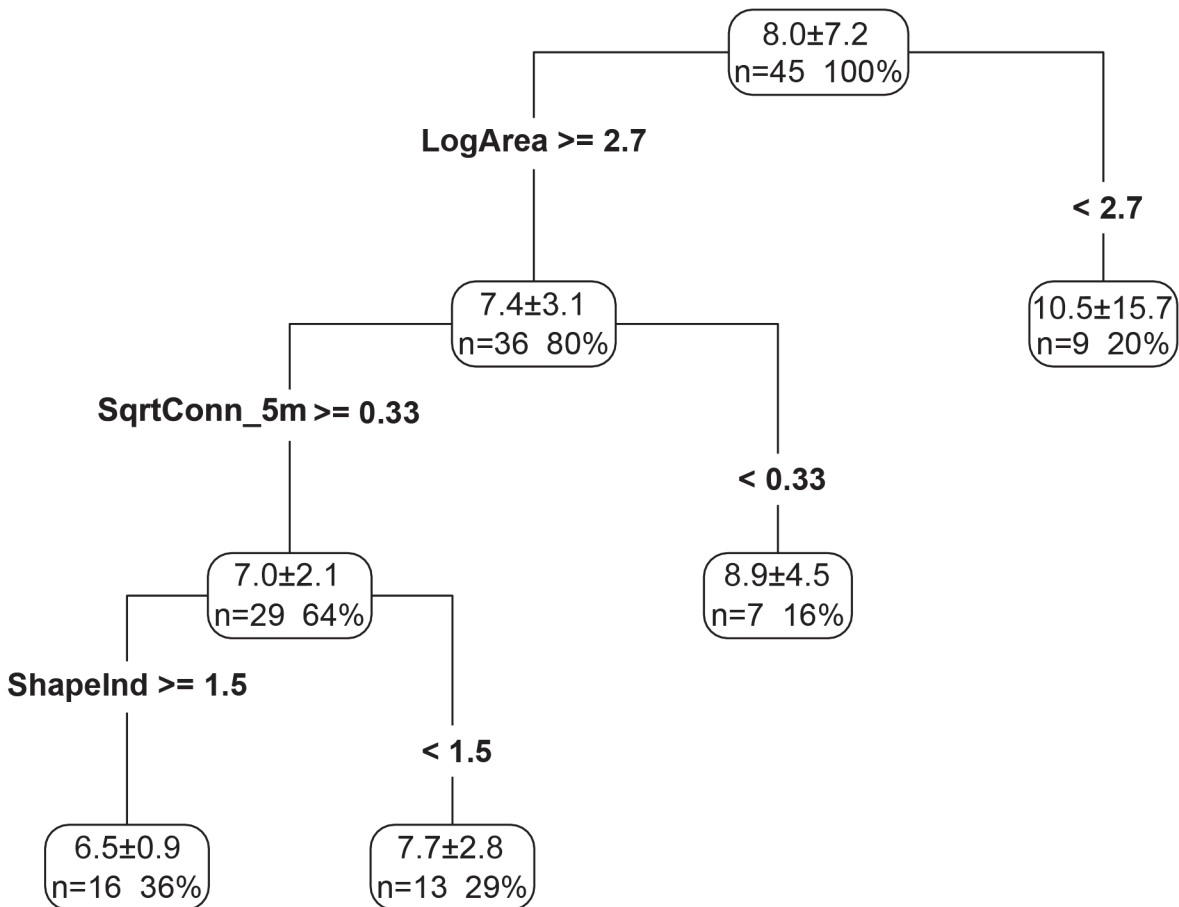 8.0±7.2
n=45 100%
LogArea >= 2.7
< 2.7
7.4±3.1
n=36 80%
10.5±15.7
n=9 20%
SqrtConn_5m >= 0.33
< 0.33
7.0±2.1
n=29 64%
8.9±4.5
n=7 16%
ShapeInd >= 1.5
< 1.5
6.5±0.9
n=16 36%
7.7±2.8
n=13 29%